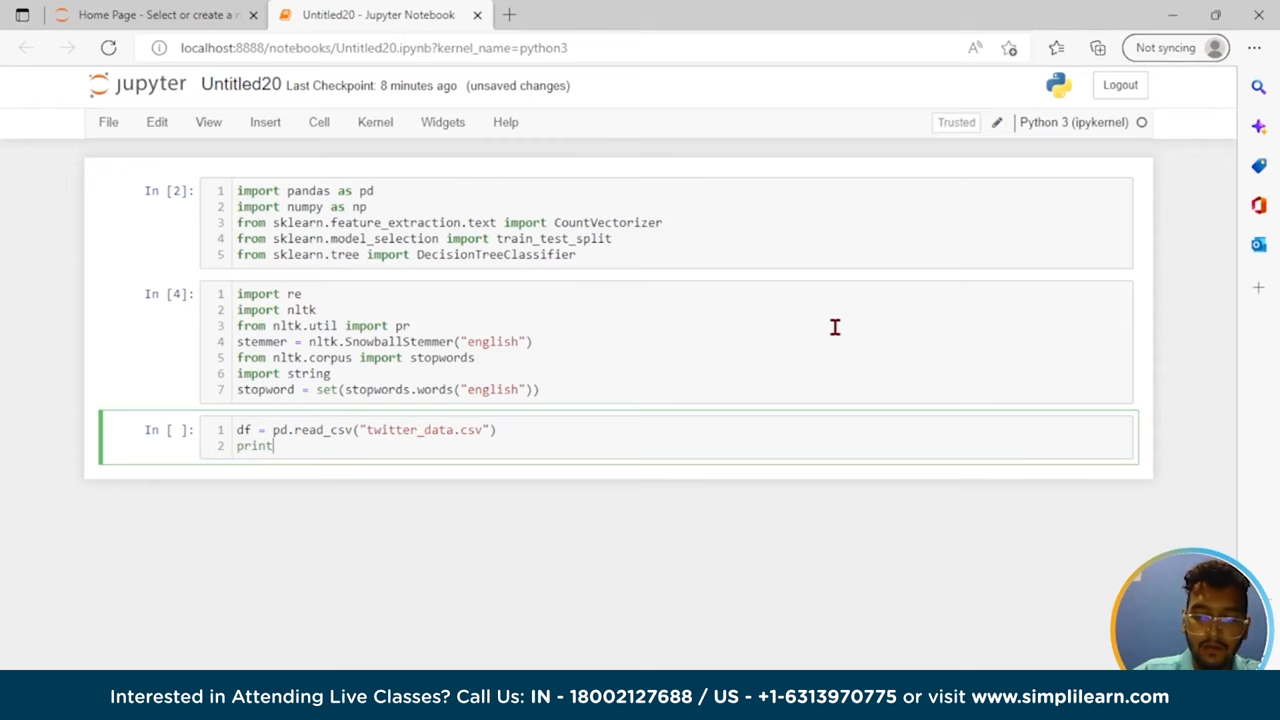 Home Page - Select or create a n
Untitled20 - Jupyter Notebook
localhost:8888/notebooks/Untitled20.ipynb?kernel_name=python3
Not syncing
jupyter Untitled20 Last Checkpoint: 8 minutes ago (unsaved changes)
Logout
File Edit View Insert Cell Kernel Widgets Help
Trusted
Python 3 (ipykernel)
In [2]:
1 import pandas as pd
2 import numpy as np
3 from sklearn.feature_extraction.text import CountVectorizer
4 from sklearn.model_selection import train_test_split
5 from sklearn.tree import DecisionTreeClassifier
In [4]:
1 import re
2 import nltk
3 from nltk.util import pr
4 stemmer = nltk.SnowballStemmer("english")
5 from nltk.corpus import stopwords
6 import string
7 stopword = set(stopwords.words("english"))
In [ ]:
1 df = pd.read_csv("twitter_data.csv")
2 print
Interested in Attending Live Classes? Call Us: IN - 18002127688 / US - +1-6313970775 or visit www.simplilearn.com